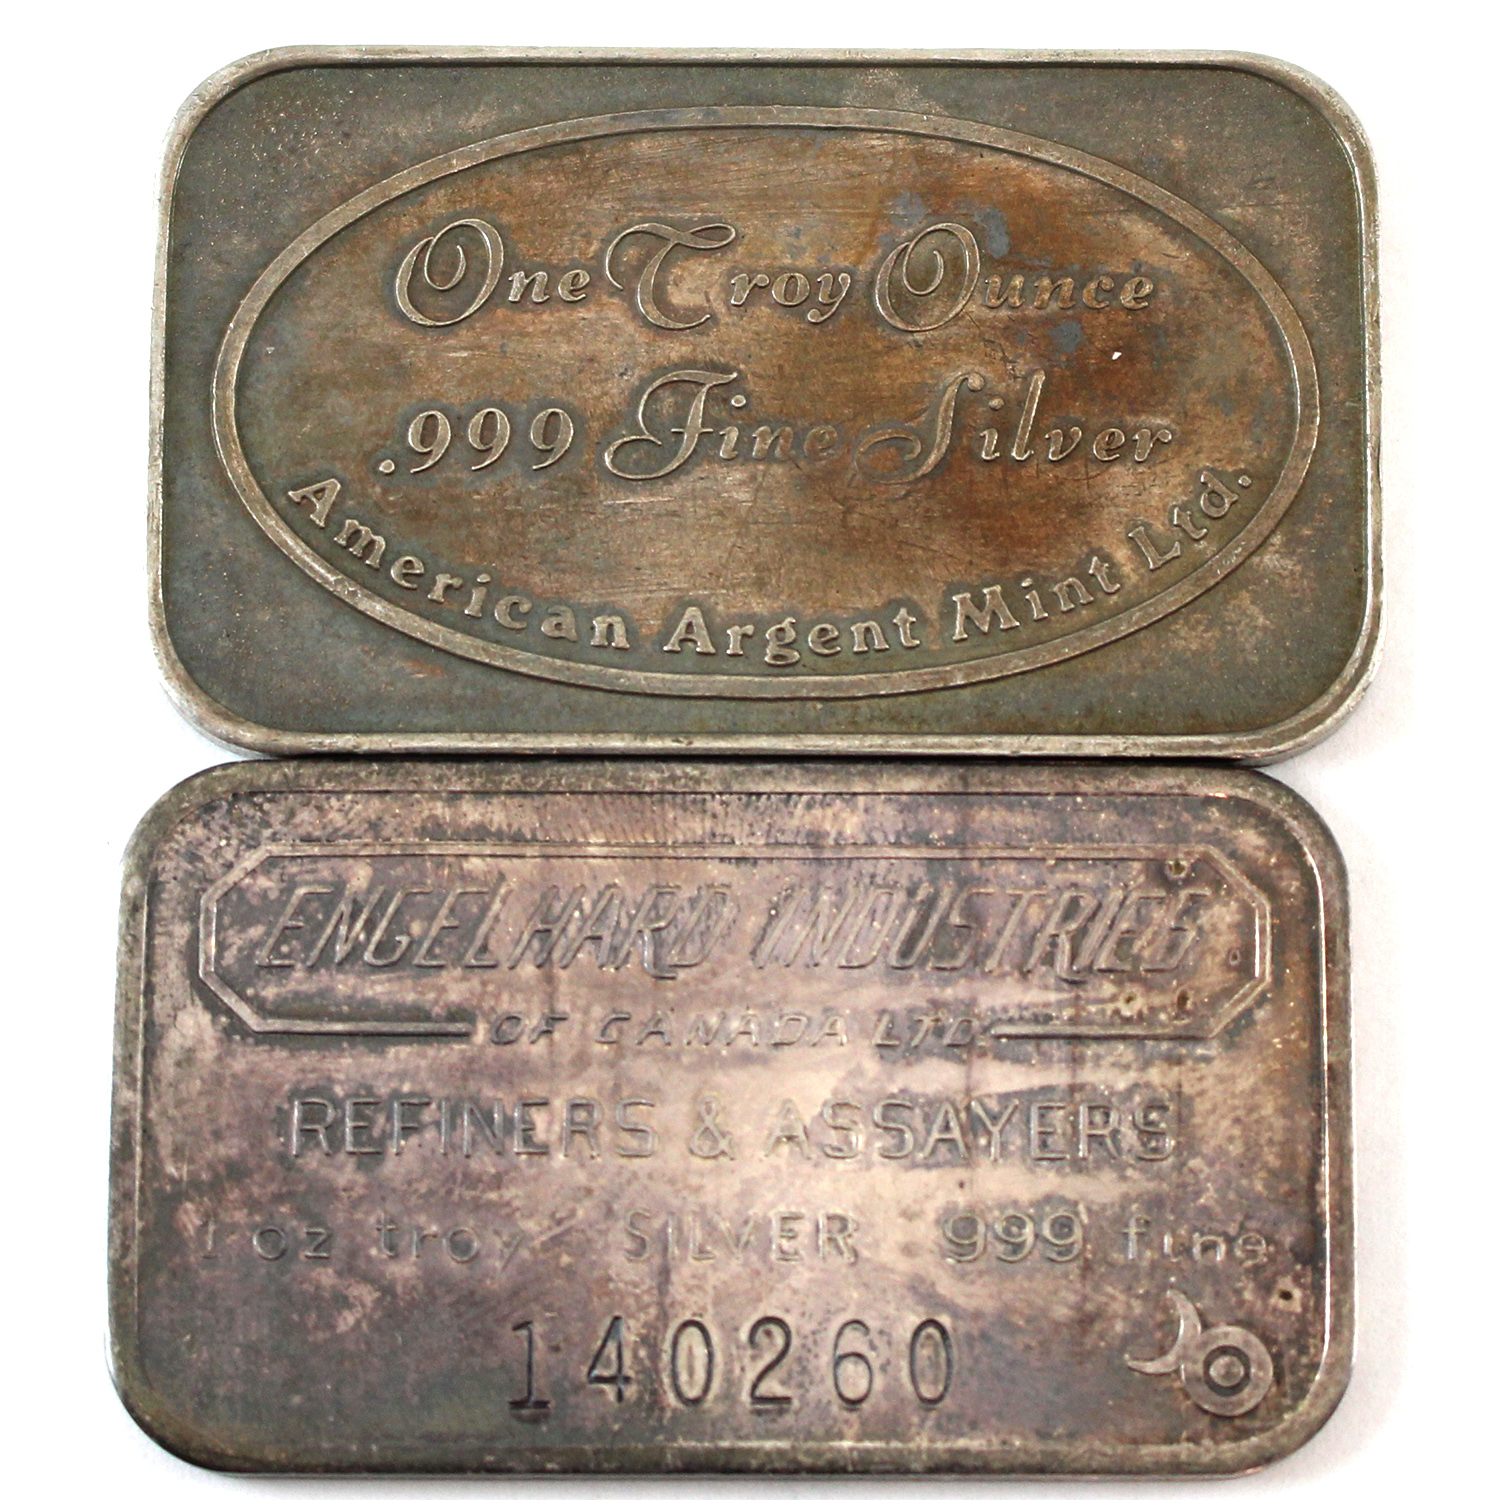 One Troy Ounce
.999 Fine Silver
American Argent Mint Ltd.
ENGELHARD INDUSTRIES
OF CANADA LTD.
REFINERS & ASSAYERS
1 oz troy SILVER 999 fine
140260